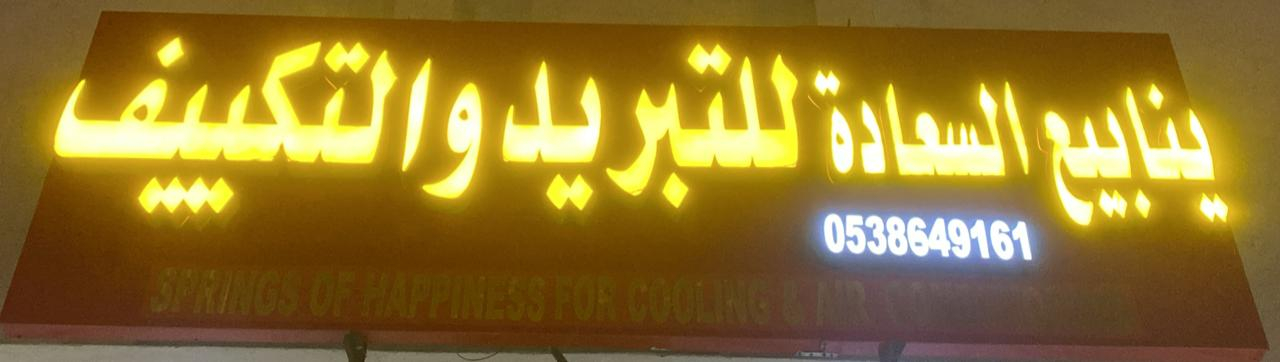 ينابيع السعادة للتبريد والتكييف
0538649161
SPRINGS OF HAPPINESS FOR COOLING & AIR